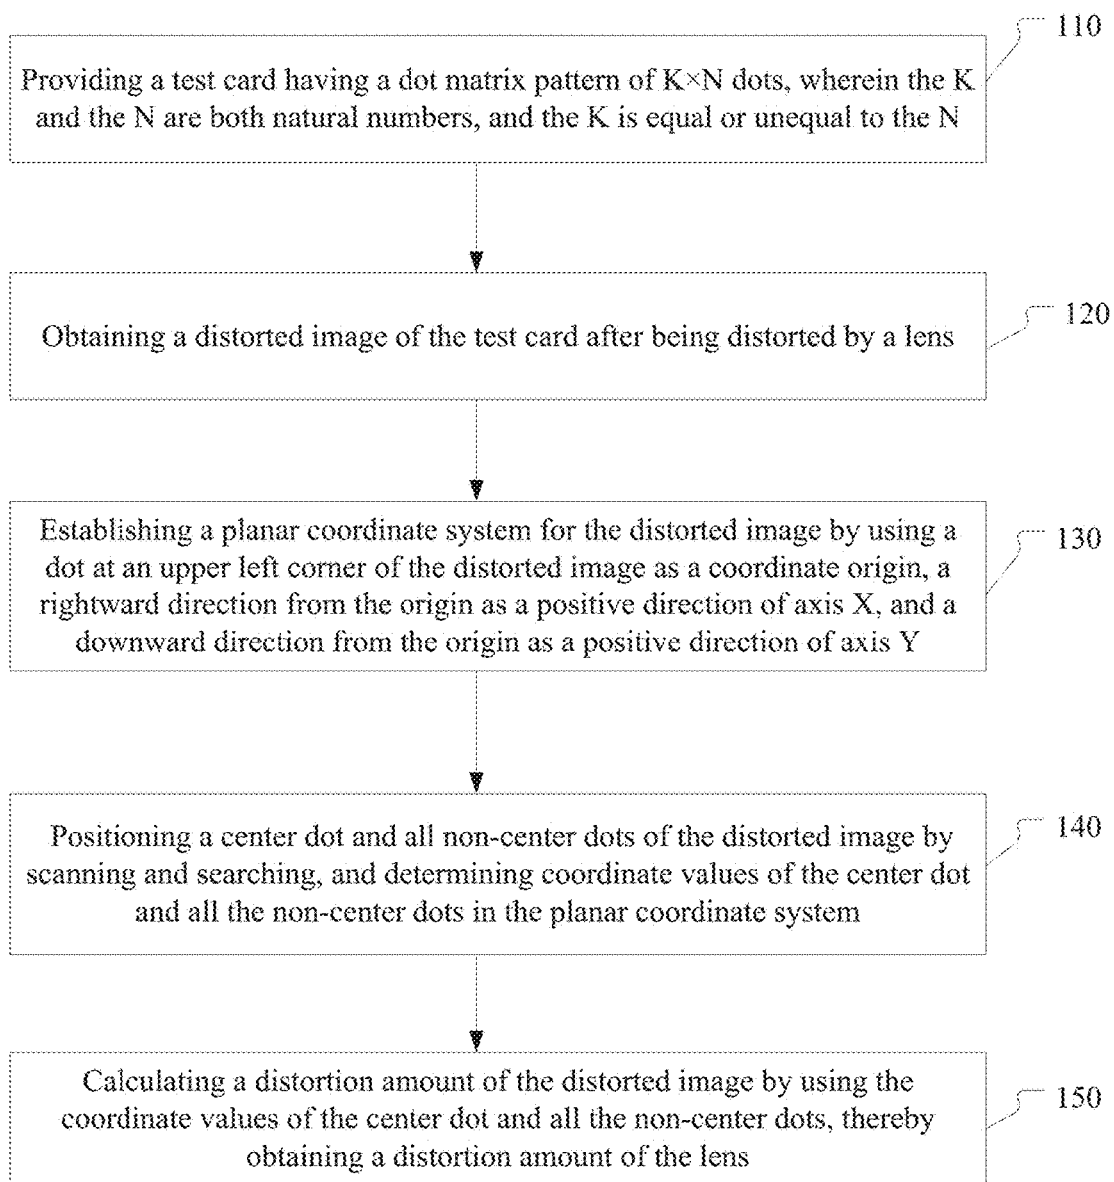 110
Providing a test card having a dot matrix pattern of K×N dots, wherein the K
and the N are both natural numbers, and the K is equal or unequal to the N
120
Obtaining a distorted image of the test card after being distorted by a lens
130
Establishing a planar coordinate system for the distorted image by using a
dot at an upper left corner of the distorted image as a coordinate origin, a
rightward direction from the origin as a positive direction of axis X, and a
downward direction from the origin as a positive direction of axis Y
140
Positioning a center dot and all non-center dots of the distorted image by
scanning and searching, and determining coordinate values of the center dot
and all the non-center dots in the planar coordinate system
150
Calculating a distortion amount of the distorted image by using the
coordinate values of the center dot and all the non-center dots, thereby
obtaining a distortion amount of the lens